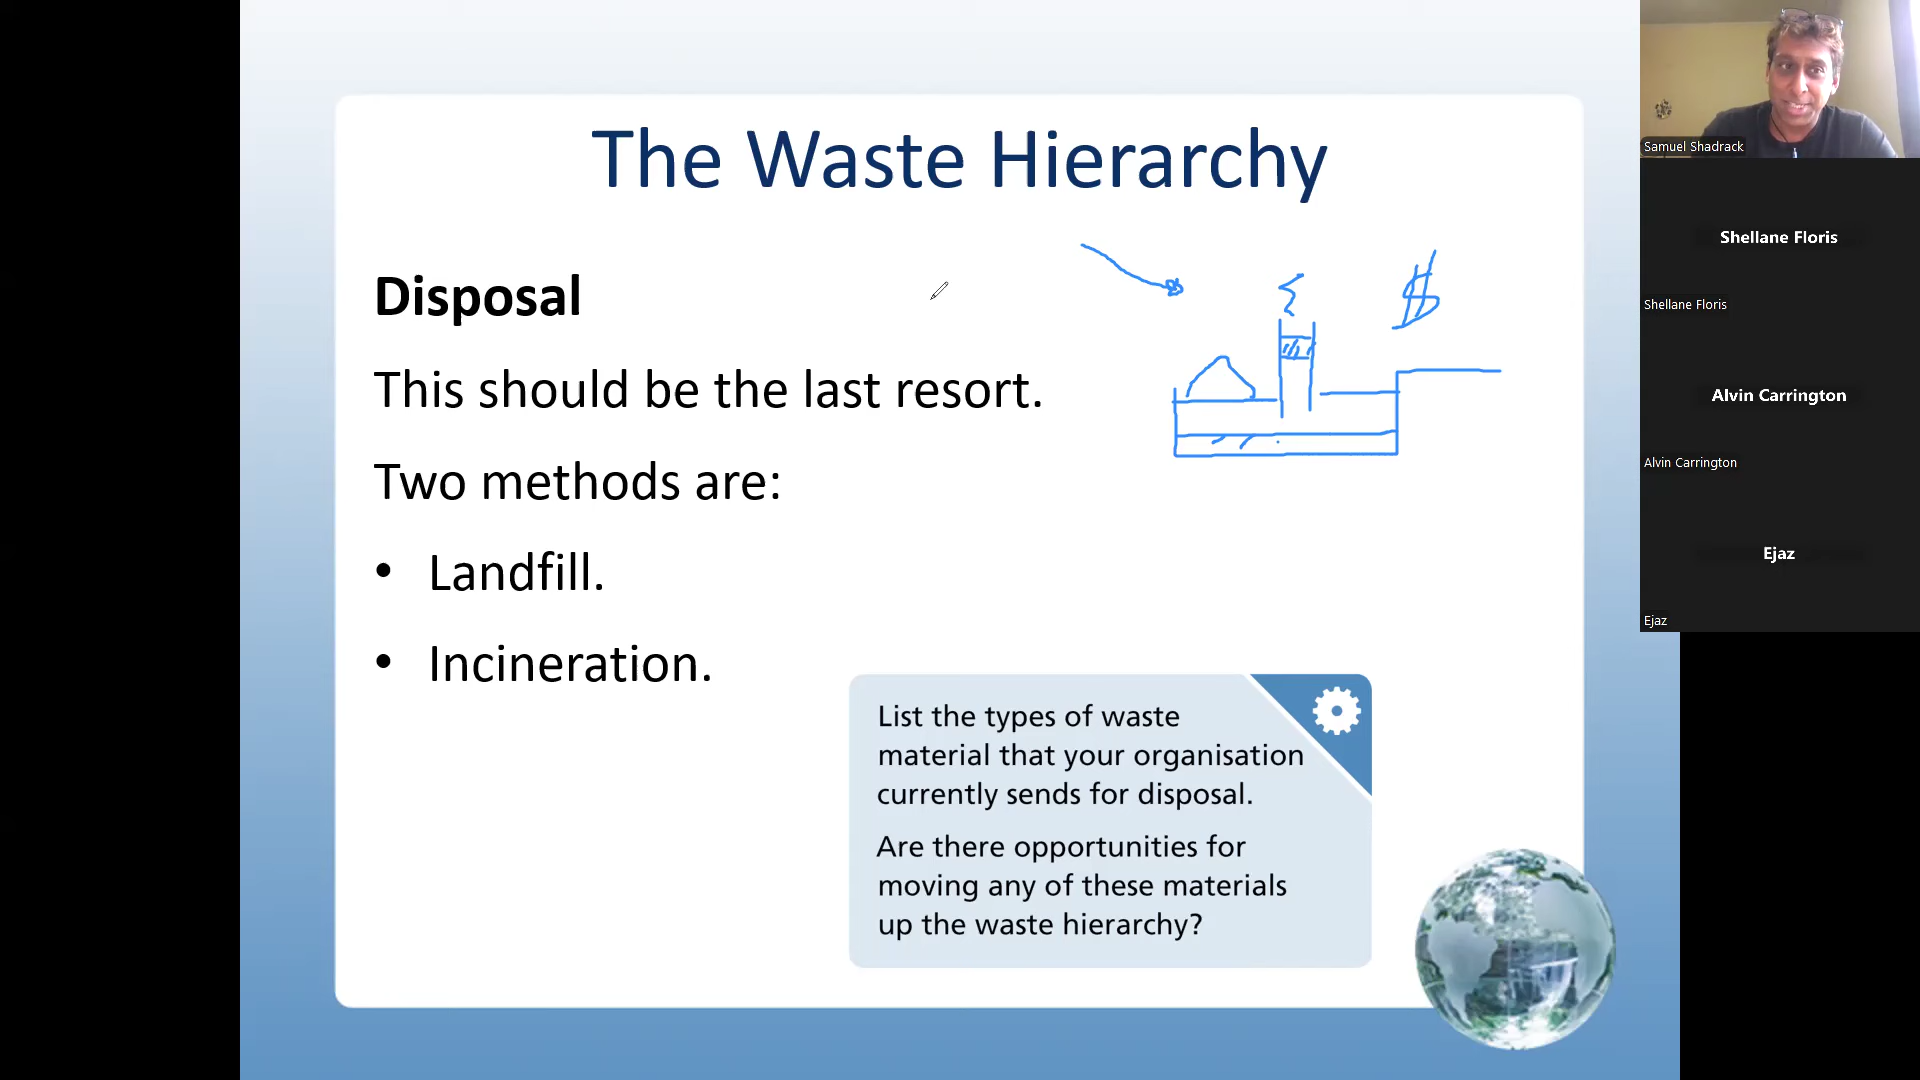 The Waste Hierarchy
Disposal
This should be the last resort.
Two methods are:
• Landfill.
• Incineration.
$
List the types of waste
material that your organisation
currently sends for disposal.
Are there opportunities for
moving any of these materials
up the waste hierarchy?
Samuel Shadrack
Shellane Floris
Shellane Floris
Alvin Carrington
Alvin Carrington
Ejaz
Ejaz